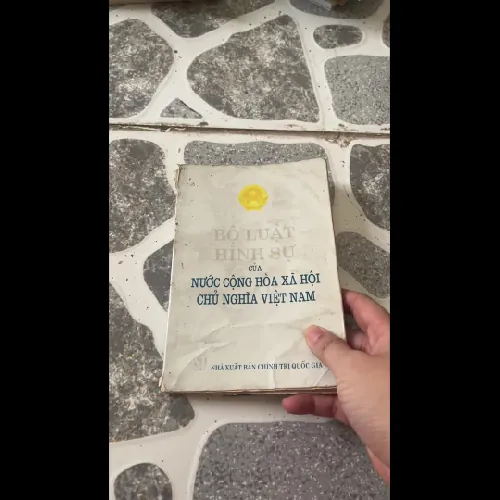 BỘ LUẬT
HÌNH SỰ
CỦA
NƯỚC CỘNG HÒA XÃ HỘI
CHỦ NGHĨA VIỆT NAM
NHÀ XUẤT BẢN CHÍNH TRỊ QUỐC GIA